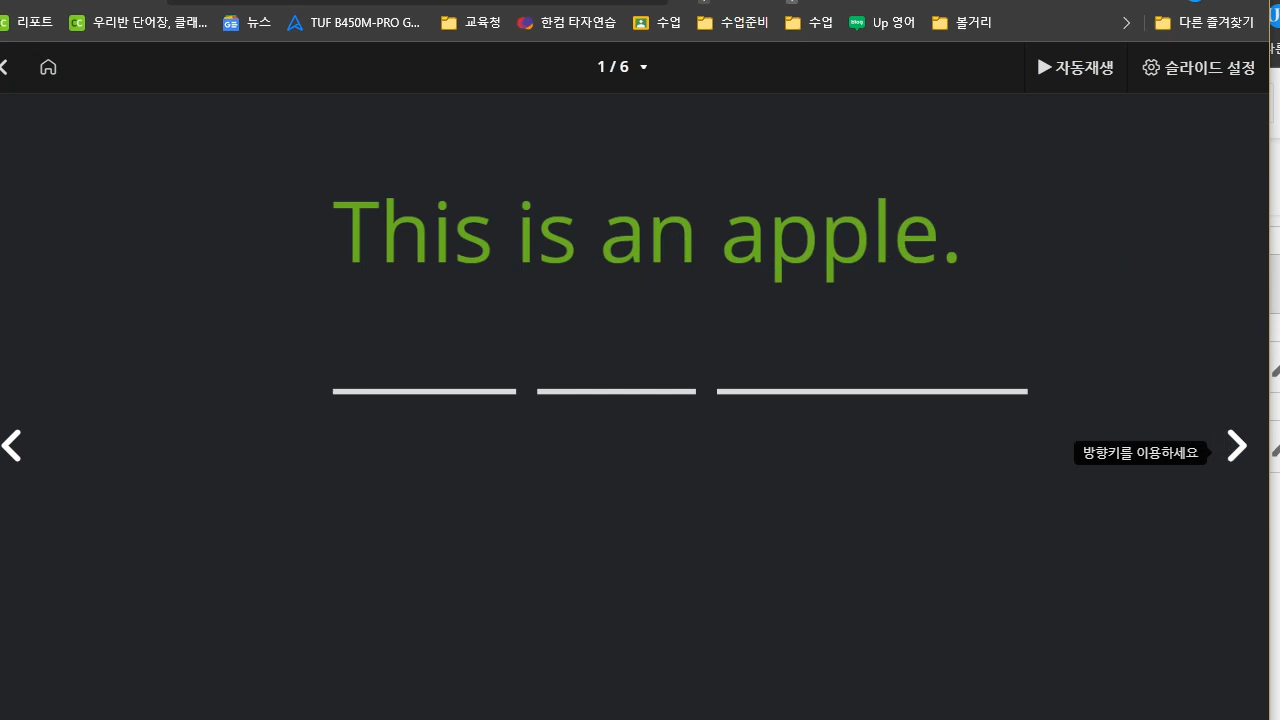 리포트 우리반 단어장, 클래... 뉴스 TUF B450M-PRO G... 교육청 한컴 타자연습 수업 수업준비 수업 Up 영어 볼거리 다른 즐겨찾기
1 / 6 자동재생 슬라이드 설정
This is an apple.
방향키를 이용하세요